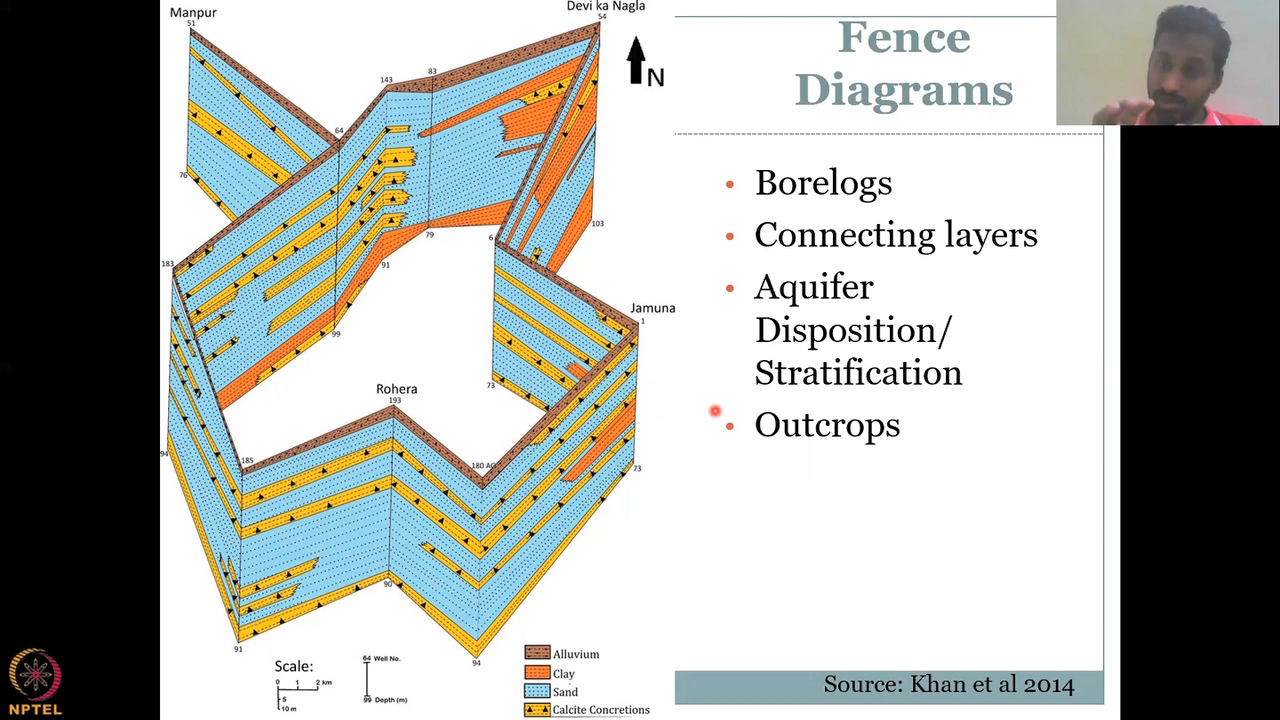 Manpur
51
Devi ka Nagla
54
N
143
83
64
76
183
6
103
79
91
99
Jamuna
1
73
Rohera
193
94
185
180 AG
73
90
91
94
Scale:
0 1 2 km
5
10 m
64 Well No.
99 Depth (m)
Alluvium
Clay
Sand
Calcite Concretions
Fence
Diagrams
• Borelogs
• Connecting layers
• Aquifer
Disposition/
Stratification
• Outcrops
Source: Khan et al 2014
NPTEL